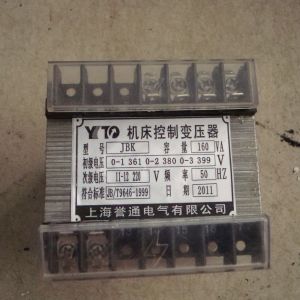 YTO 机床控制变压器
型号 JBK 容量 160 VA
初级电压 0-1 361 0-2 380 0-3 399 V
次级电压 11-12 220 V 频率 50 HZ
符合标准 JB/T9646-1999 日期 2011
上海誉通电气有限公司